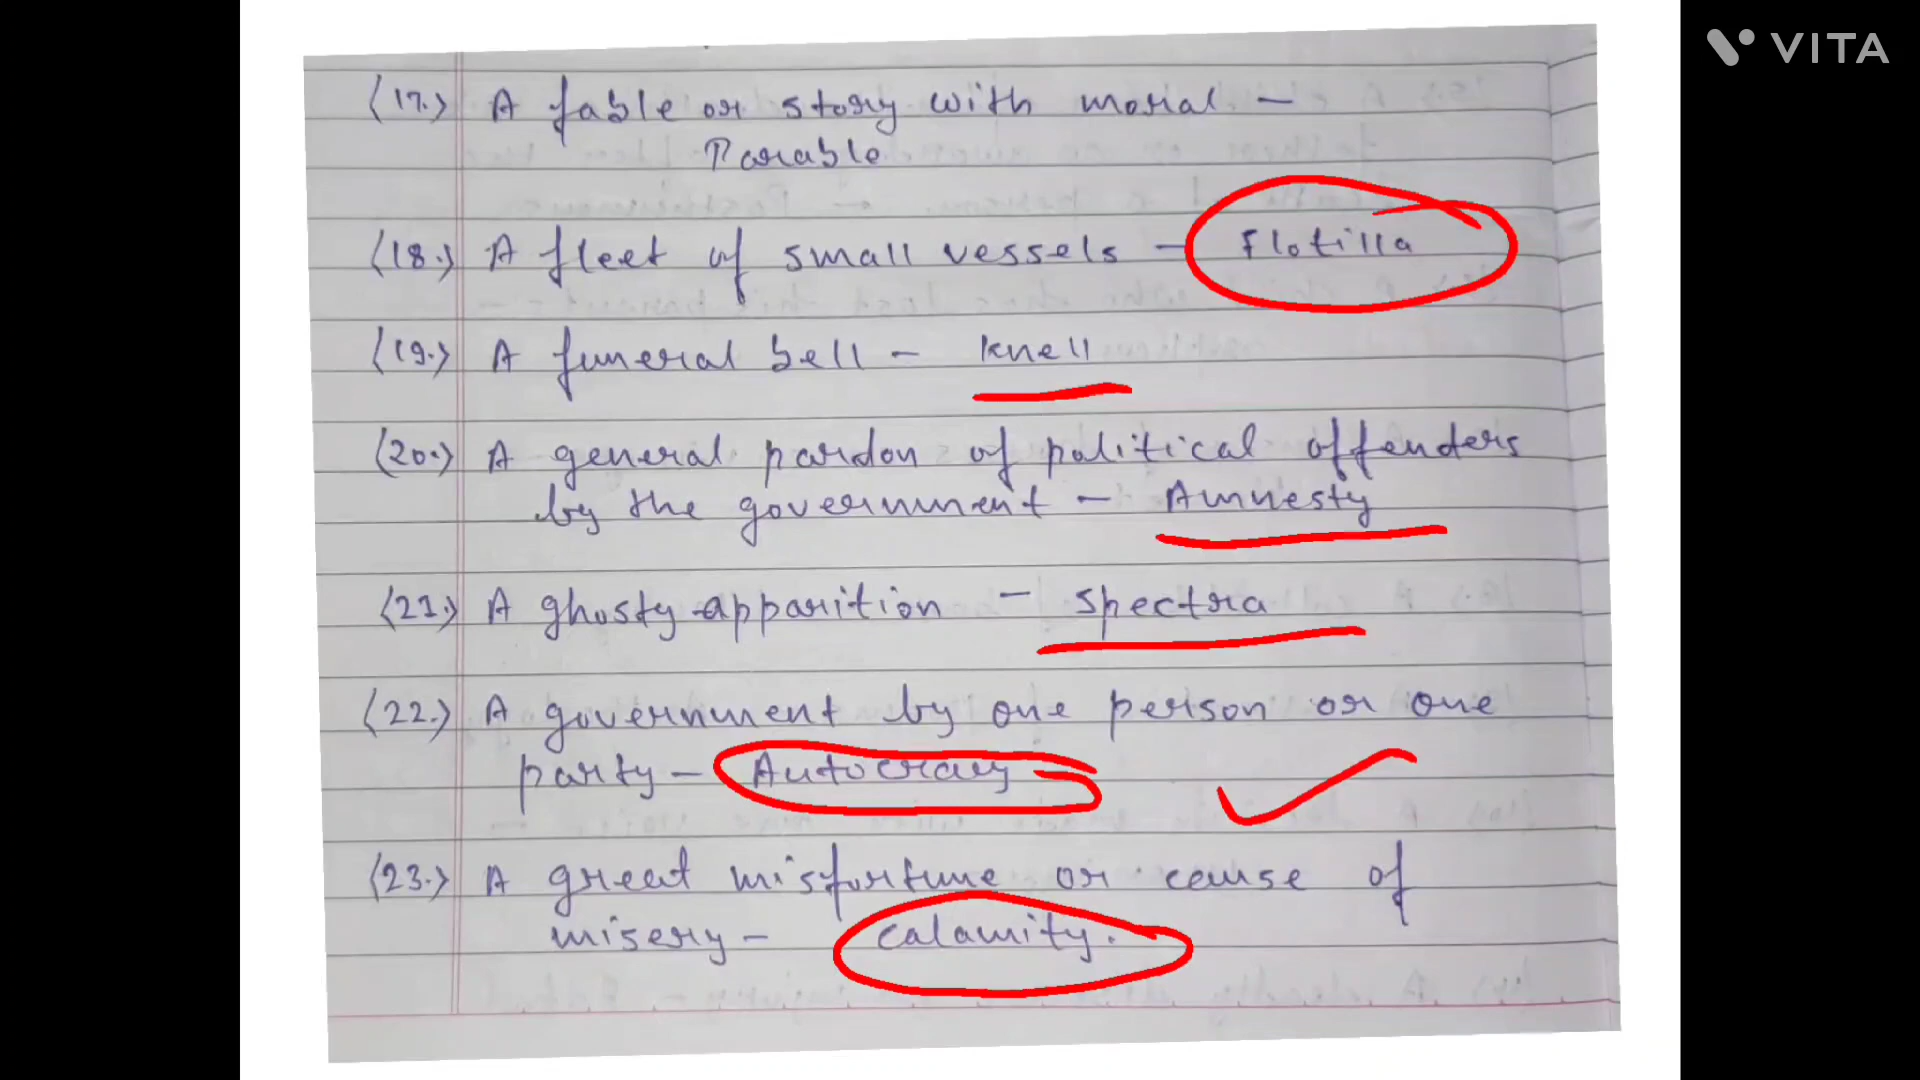 VITA
(17.) A fable or story with moral -
Parable
(18.) A fleet of small vessels - Flotilla
(19.) A funeral bell - Knell
(20.) A general pardon of political offenders
by the government - Amnesty
(21.) A ghosty apparition - Spectra
(22.) A government by one person or one
party - Autocracy
(23.) A great misfortune or cause of
misery - calamity.